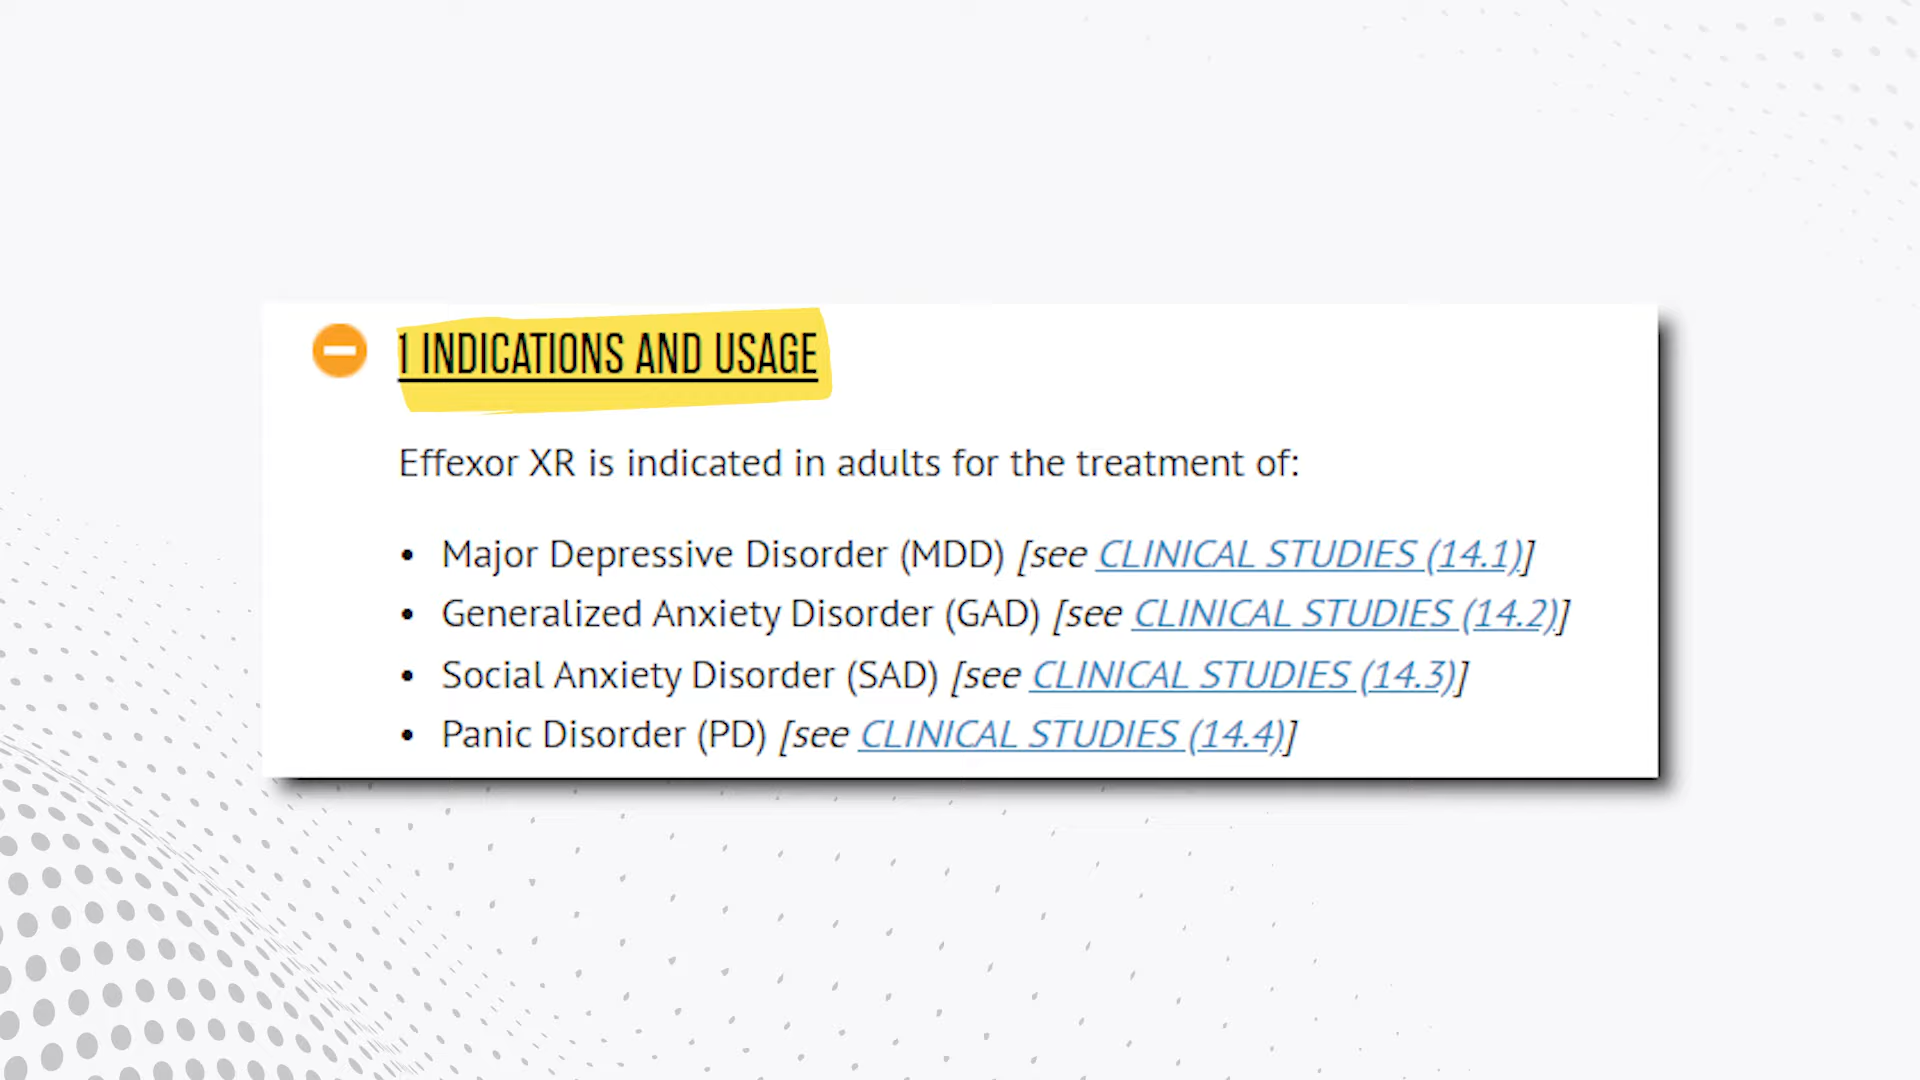 1 INDICATIONS AND USAGE
Effexor XR is indicated in adults for the treatment of:
• Major Depressive Disorder (MDD) [see CLINICAL STUDIES (14.1)]
• Generalized Anxiety Disorder (GAD) [see CLINICAL STUDIES (14.2)]
• Social Anxiety Disorder (SAD) [see CLINICAL STUDIES (14.3)]
• Panic Disorder (PD) [see CLINICAL STUDIES (14.4)]